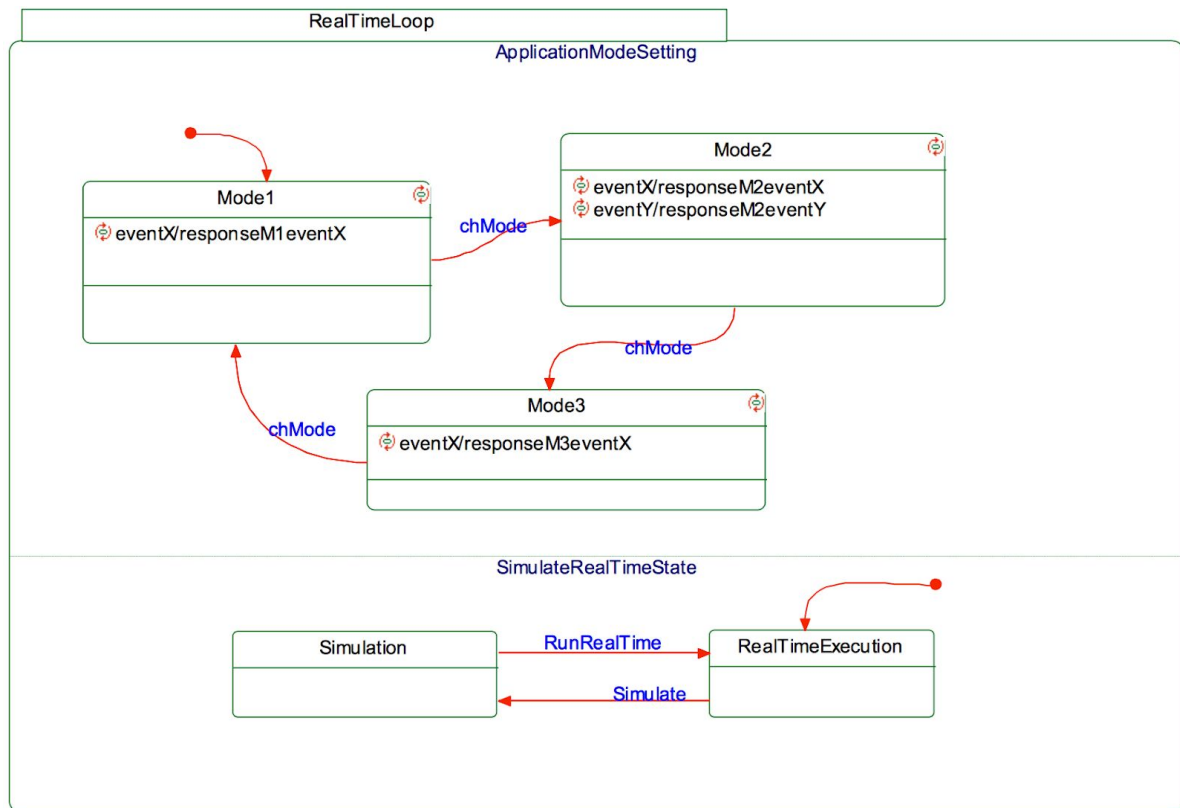 RealTimeLoop
ApplicationModeSetting
Mode1
eventX/responseM1eventX
chMode
Mode2
eventX/responseM2eventX
eventY/responseM2eventY
chMode
Mode3
eventX/responseM3eventX
chMode
SimulateRealTimeState
Simulation
RunRealTime
RealTimeExecution
Simulate